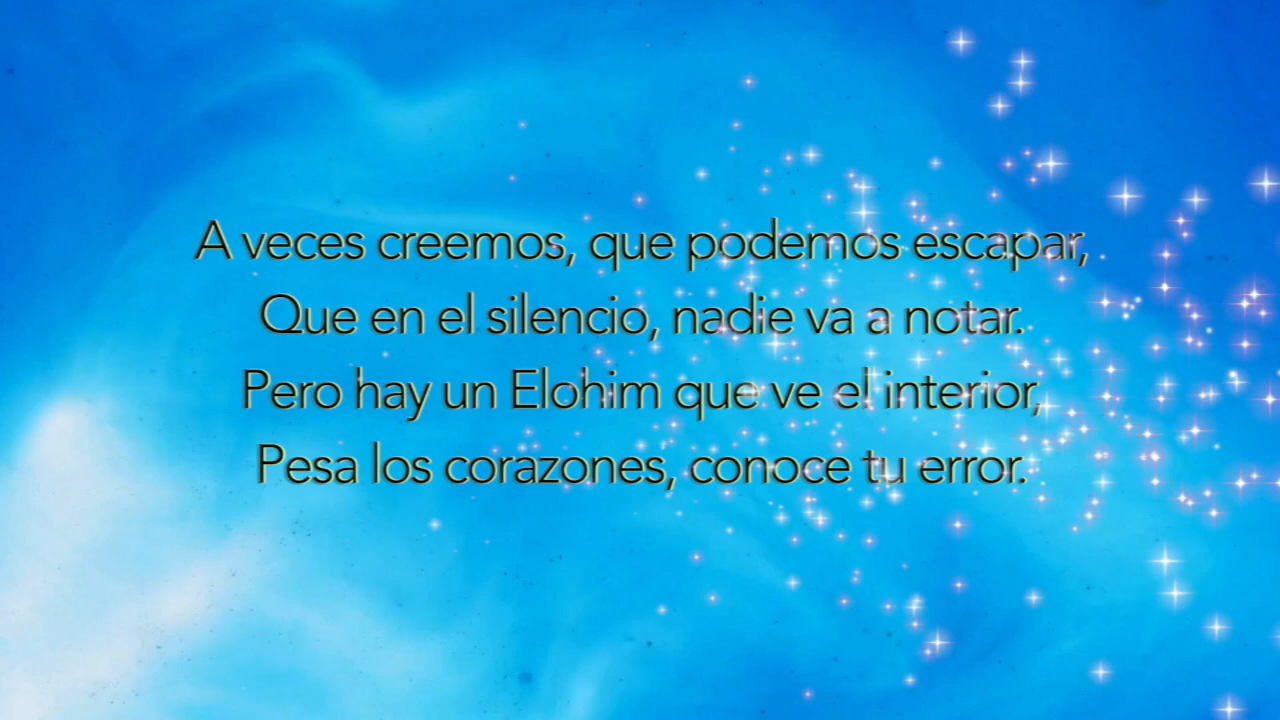 A veces creemos, que podemos escapar,
Que en el silencio, nadie va a notar.
Pero hay un Elohim que ve el interior,
Pesa los corazones, conoce tu error.